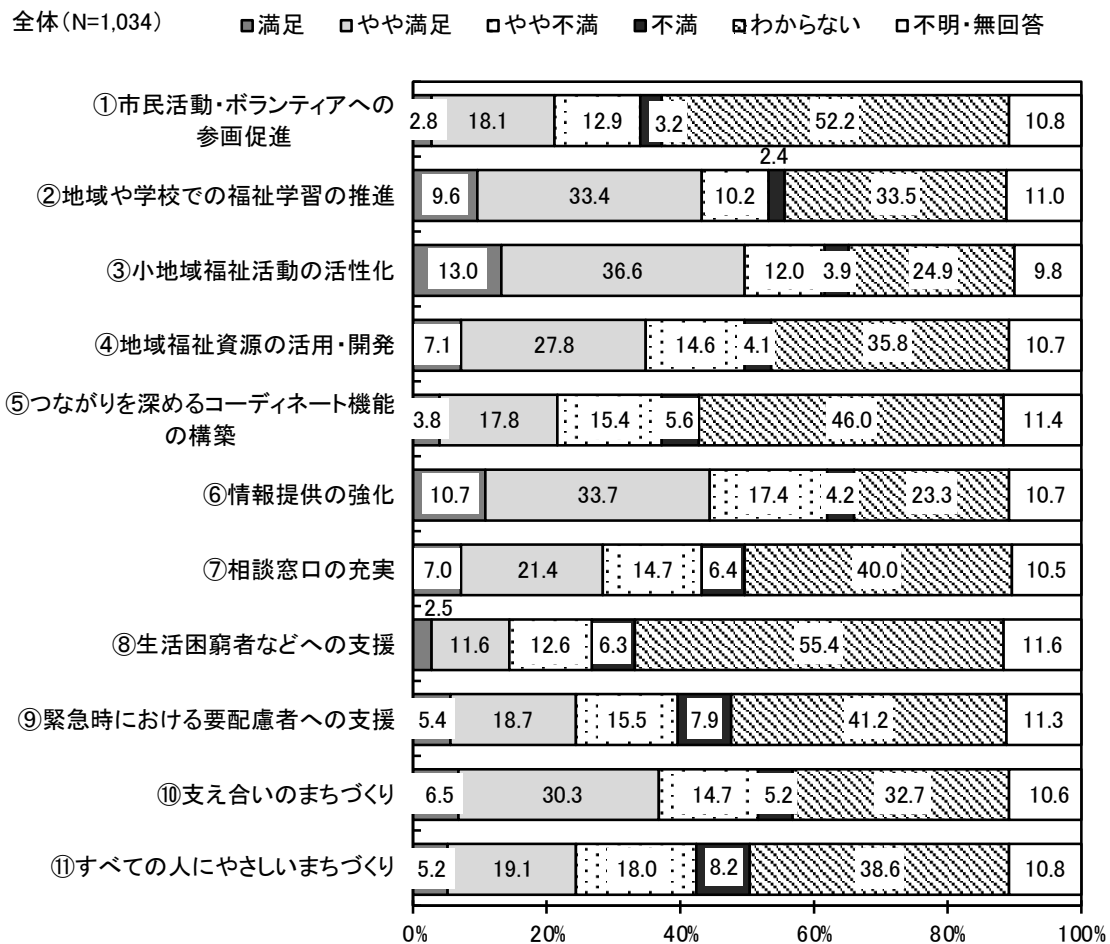 全体(N=1,034)
満足 やや満足 やや不満 不満 わからない 不明・無回答
①市民活動・ボランティアへの
参画促進
2.8 18.1 12.9 3.2 52.2 10.8
2.4
②地域や学校での福祉学習の推進
9.6 33.4 10.2 33.5 11.0
③小地域福祉活動の活性化
13.0 36.6 12.0 3.9 24.9 9.8
④地域福祉資源の活用・開発
7.1 27.8 14.6 4.1 35.8 10.7
⑤つながりを深めるコーディネート機能
の構築
3.8 17.8 15.4 5.6 46.0 11.4
⑥情報提供の強化
10.7 33.7 17.4 4.2 23.3 10.7
⑦相談窓口の充実
7.0 21.4 14.7 6.4 40.0 10.5
2.5
⑧生活困窮者などへの支援
11.6 12.6 6.3 55.4 11.6
⑨緊急時における要配慮者への支援
5.4 18.7 15.5 7.9 41.2 11.3
⑩支え合いのまちづくり
6.5 30.3 14.7 5.2 32.7 10.6
⑪すべての人にやさしいまちづくり
5.2 19.1 18.0 8.2 38.6 10.8
0% 20% 40% 60% 80% 100%